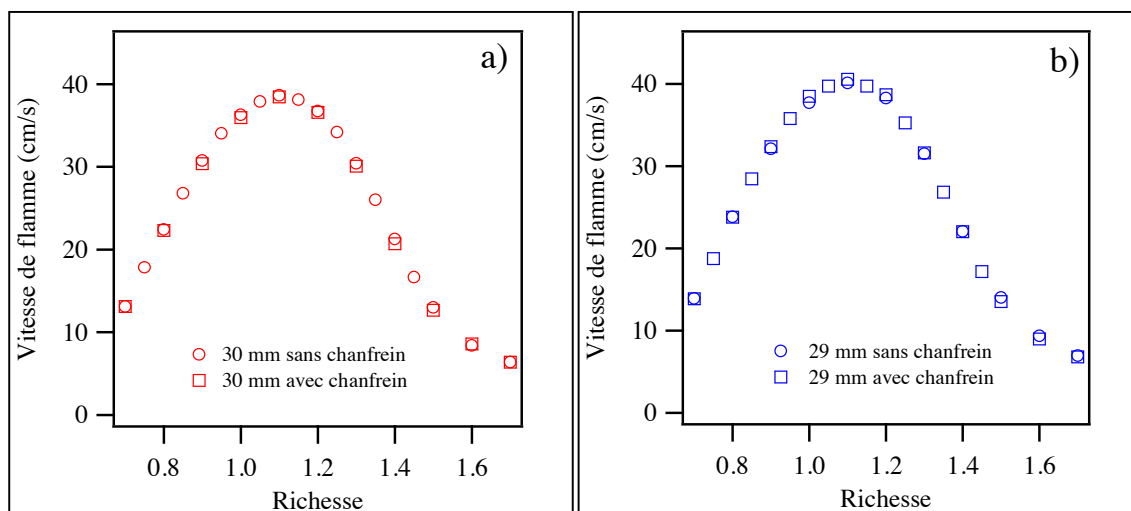 a)
Vitesse de flamme (cm/s)
40
30
20
10
0
30 mm sans chanfrein
30 mm avec chanfrein
0.8 1.0 1.2 1.4 1.6
Richesse
b)
Vitesse de flamme (cm/s)
40
30
20
10
0
29 mm sans chanfrein
29 mm avec chanfrein
0.8 1.0 1.2 1.4 1.6
Richesse